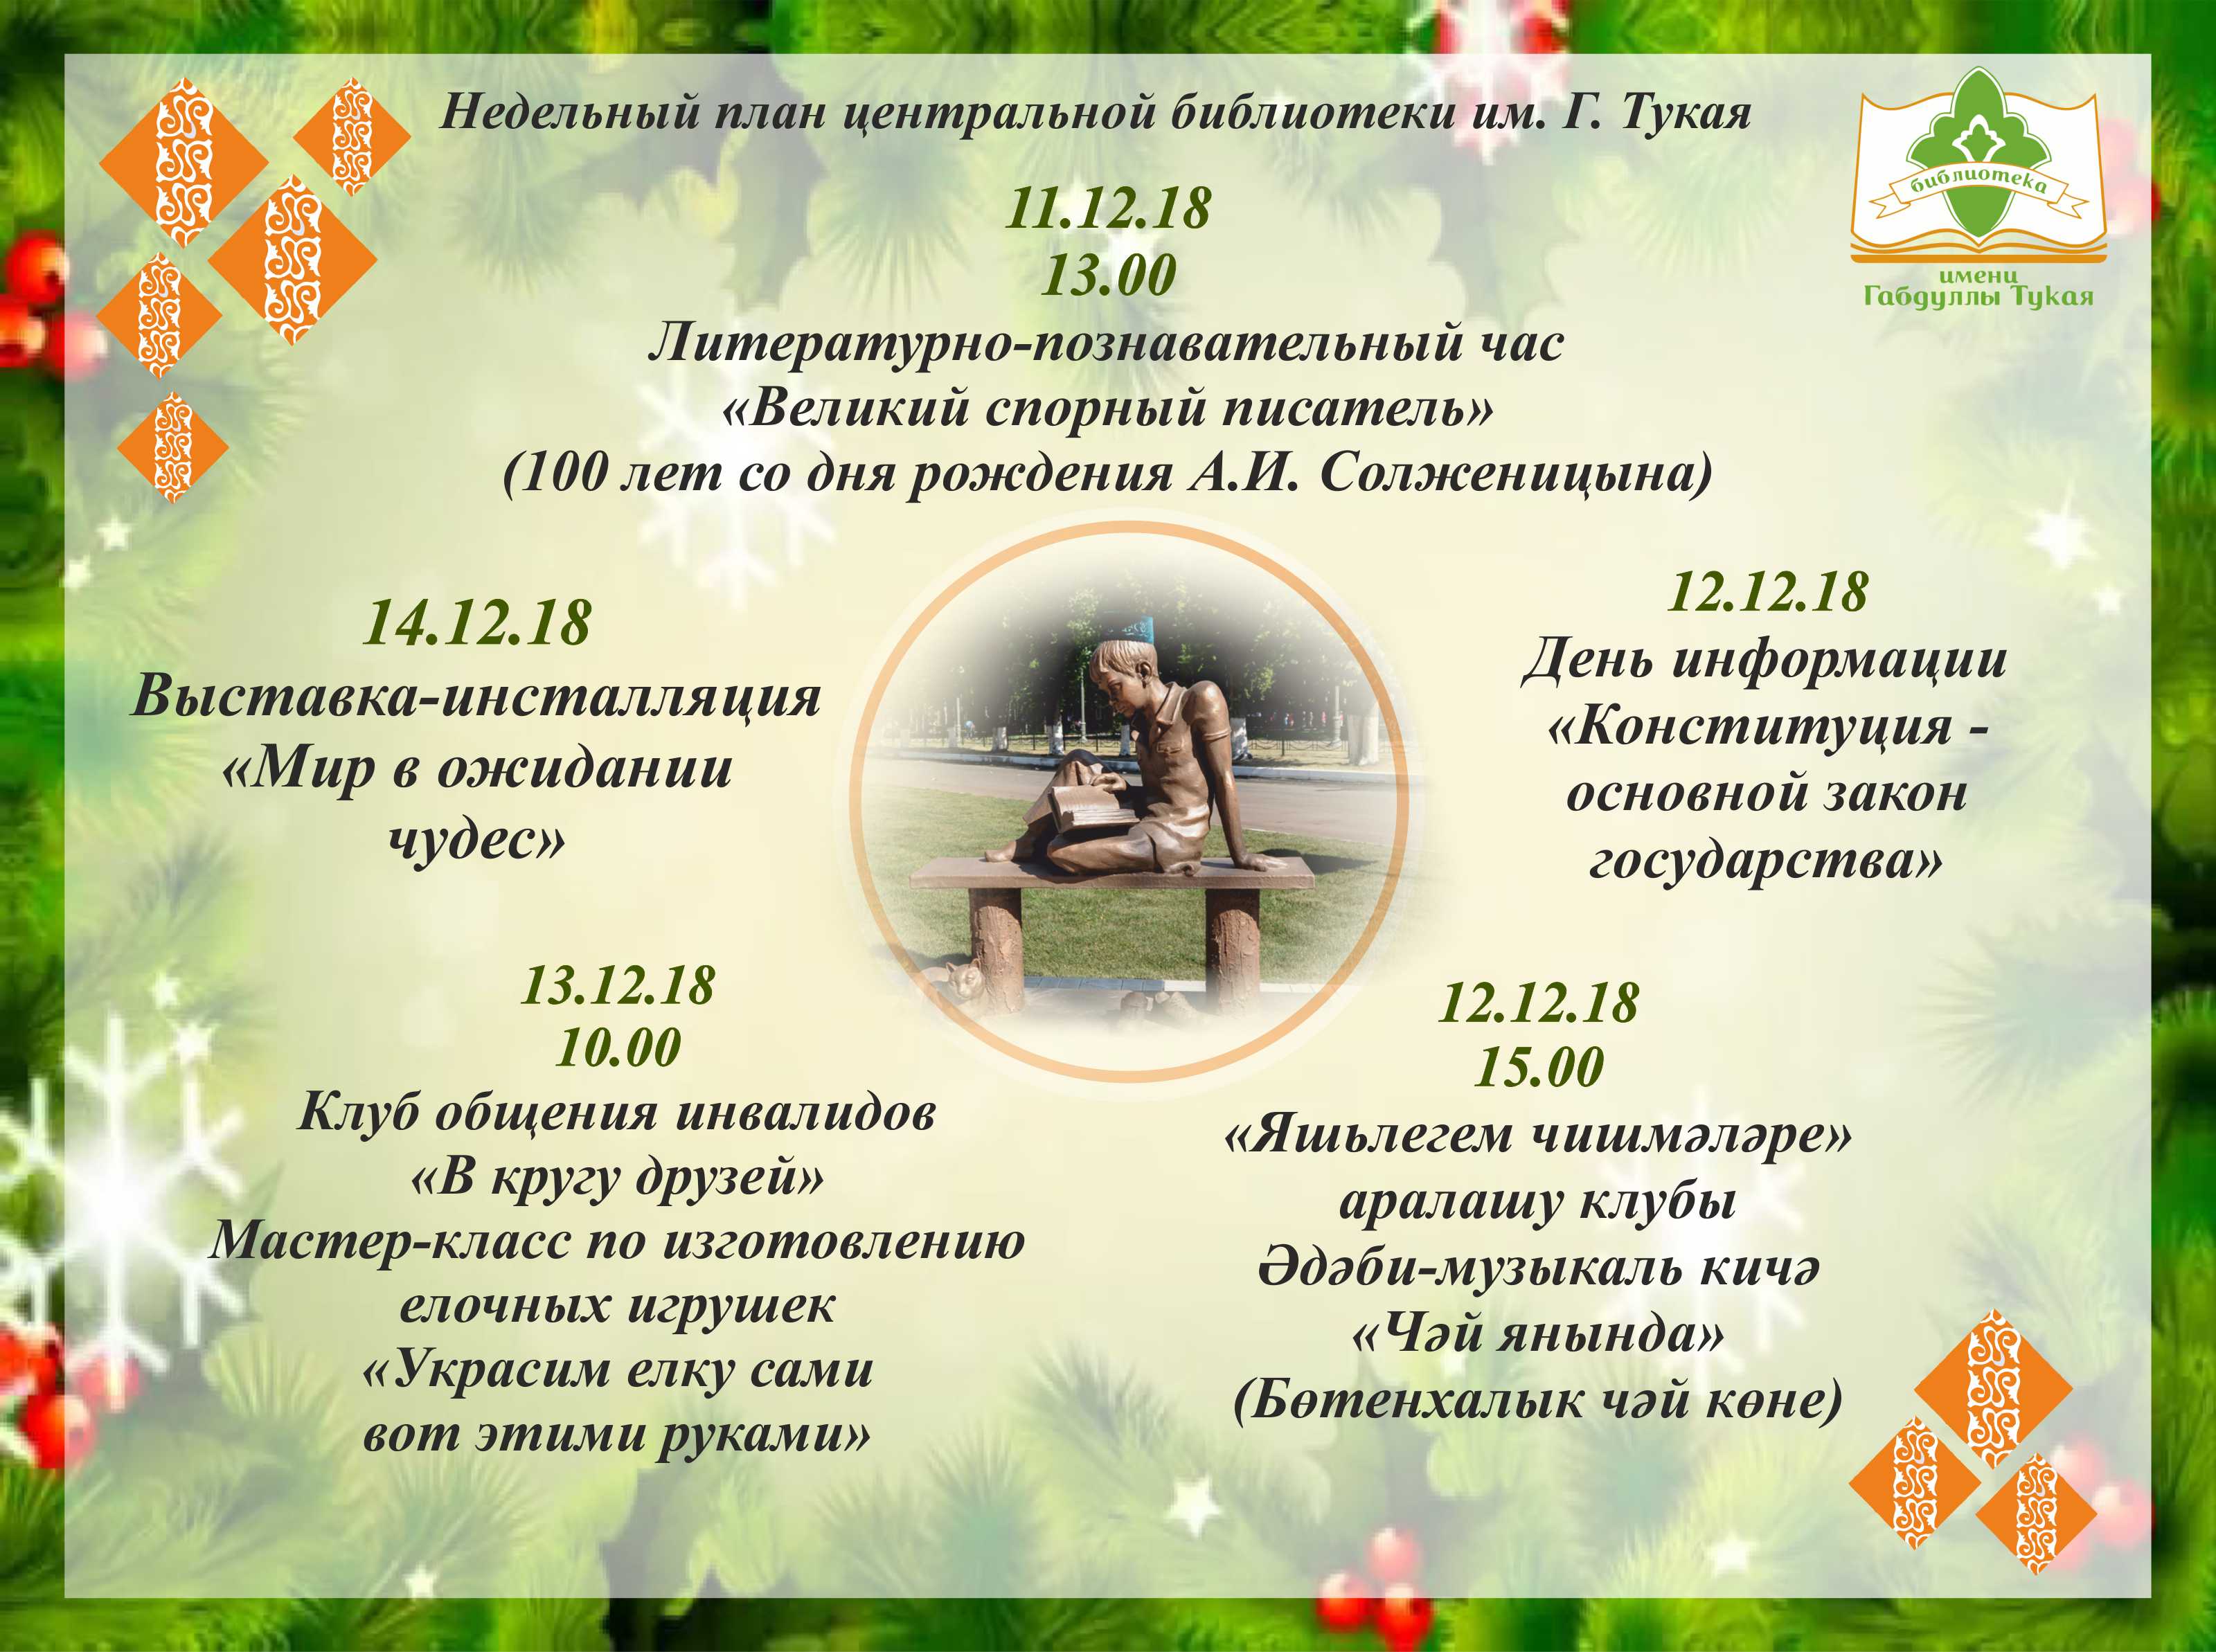 Недельный план центральной библиотеки им. Г. Тукая
библиотека
имени
Габдуллы Тукая
11.12.18
13.00
Литературно-познавательный час
«Великий спорный писатель»
(100 лет со дня рождения А.И. Солженицына)
14.12.18
Выставка-инсталляция
«Мир в ожидании
чудес»
12.12.18
День информации
«Конституция -
основной закон
государства»
13.12.18
10.00
Клуб общения инвалидов
«В кругу друзей»
Мастер-класс по изготовлению
елочных игрушек
«Украсим елку сами
вот этими руками»
12.12.18
15.00
«Яшьлегем чишмәләре»
аралашу клубы
Әдәби-музыкаль кичә
«Чәй янында»
(Бөтенхалык чәй көне)